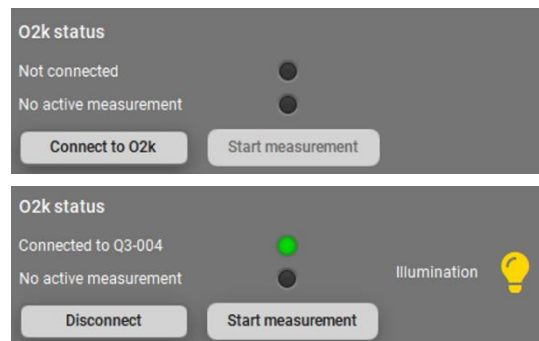 O2k status
Not connected
No active measurement
Connect to O2k Start measurement
O2k status
Connected to Q3-004
No active measurement Illumination
Disconnect Start measurement